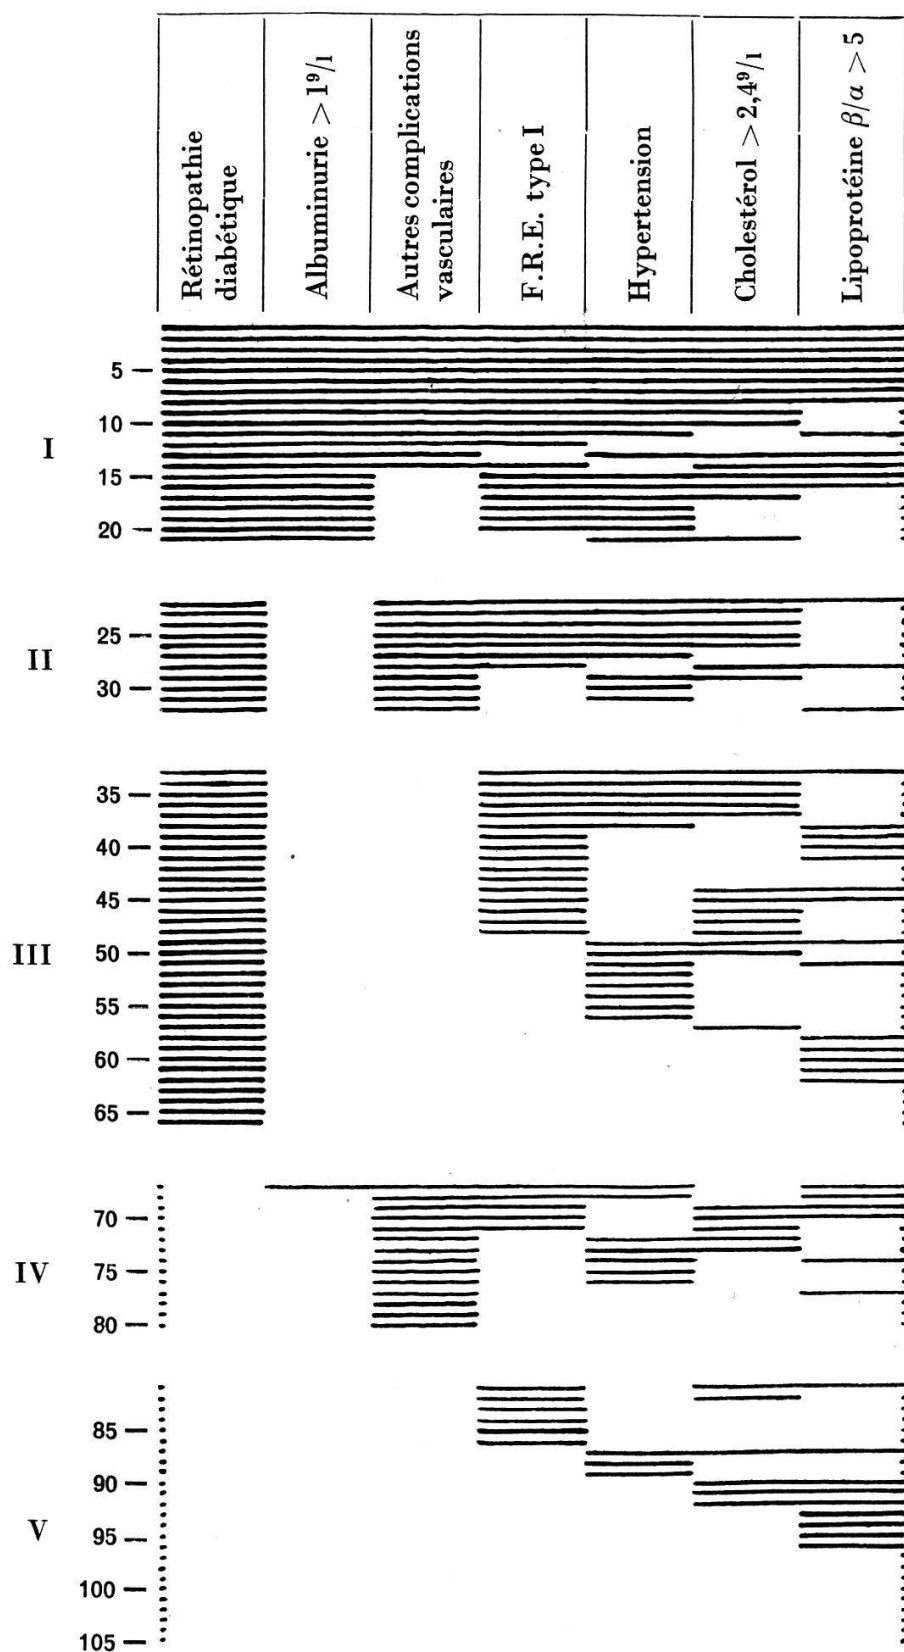 Rétinopathie
diabétique
Albuminurie > 1g/l
Autres complications
vasculaires
F.R.E. type I
Hypertension
Cholestérol > 2,4g/l
Lipoprotéine β/α > 5
I
5
10
15
20
II
25
30
III
35
40
45
50
55
60
65
IV
70
75
80
V
85
90
95
100
105